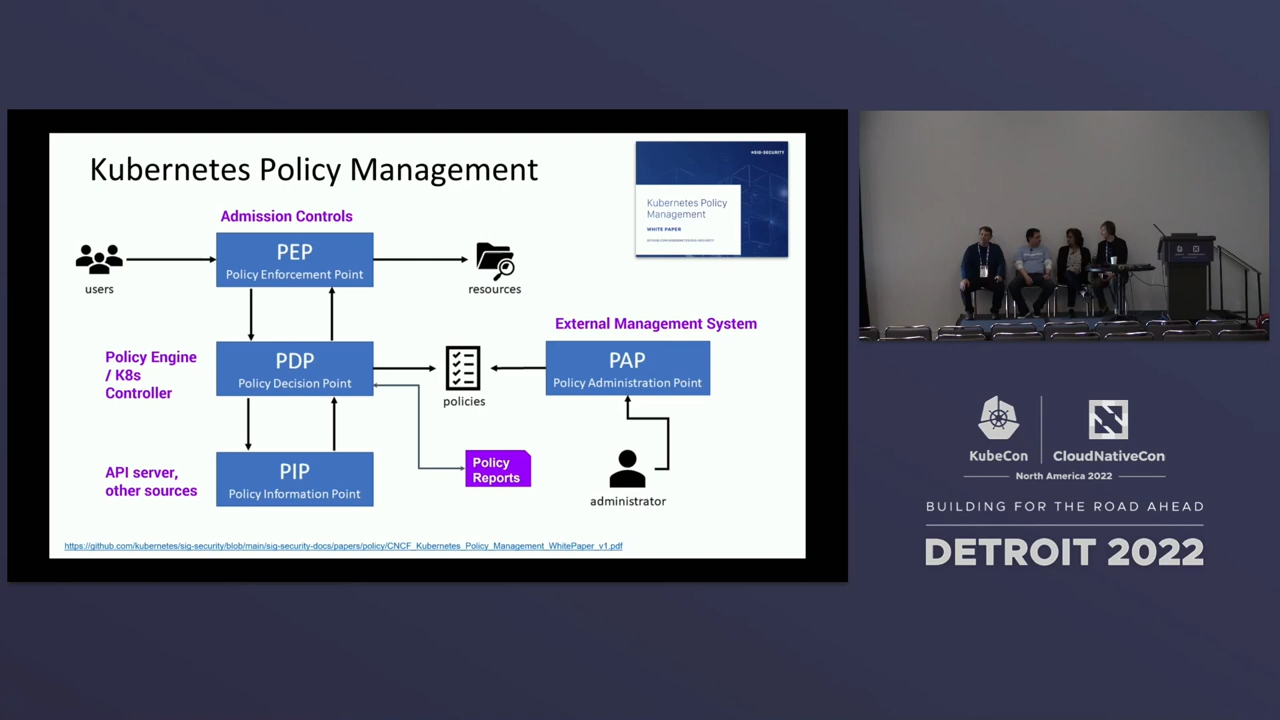 Kubernetes Policy Management
#SIG-SECURITY
Kubernetes Policy
Management
WHITE PAPER
Admission Controls
PEP
Policy Enforcement Point
users
resources
External Management System
Policy Engine
/ K8s
Controller
PDP
Policy Decision Point
policies
PAP
Policy Administration Point
API server,
other sources
PIP
Policy Information Point
Policy
Reports
administrator
https://github.com/kubernetes/sig-security/blob/main/sig-security-docs/papers/policy/CNCF_Kubernetes_Policy_Management_WhitePaper_v1.pdf
KubeCon
CloudNativeCon
North America 2022
BUILDING FOR THE ROAD AHEAD
DETROIT 2022